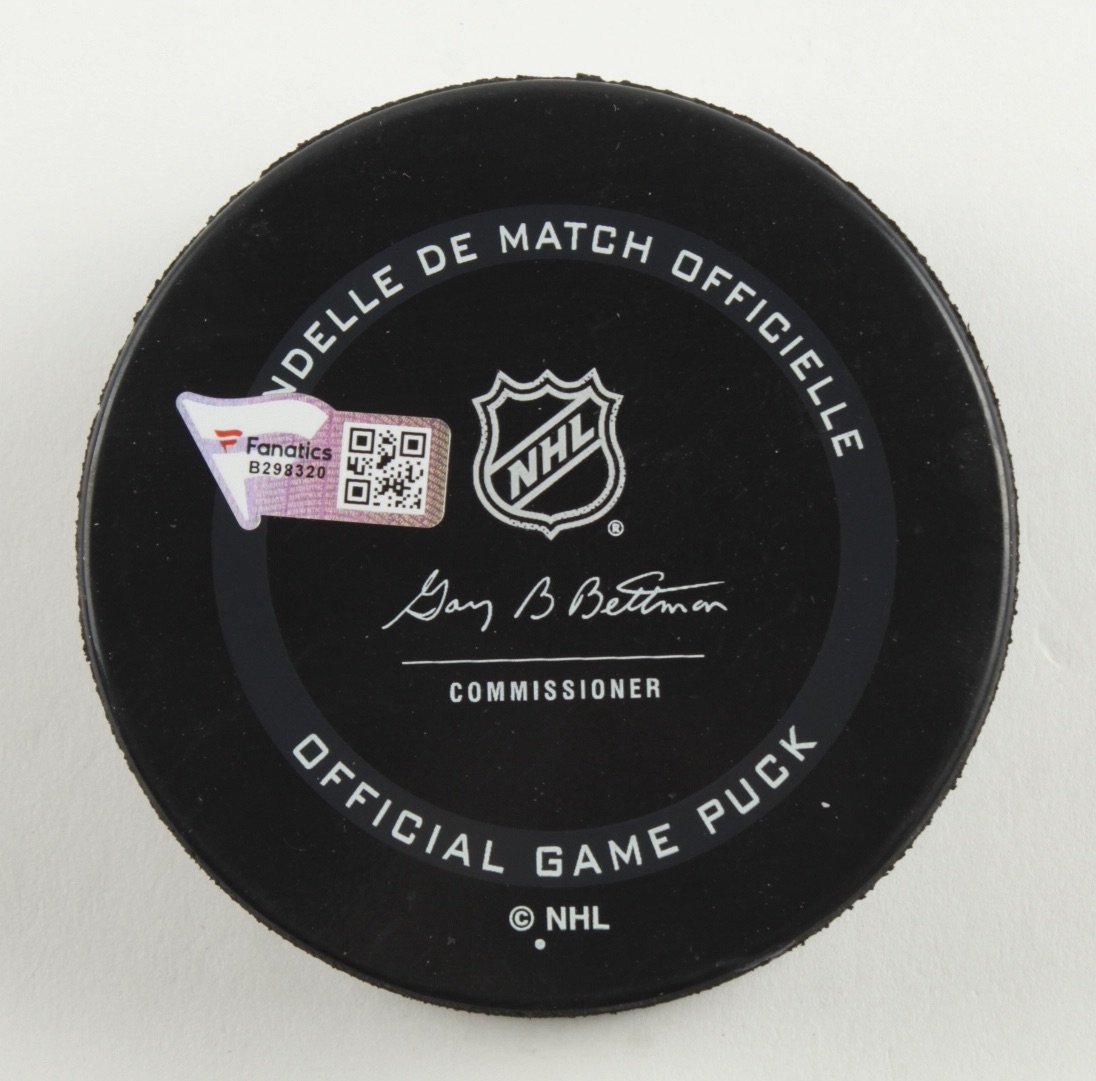 NDELLE DE MATCH OFFICIELLE
Fanatics
B298320
NHL
®
Gary B Bettman
COMMISSIONER
OFFICIAL GAME PUCK
© NHL